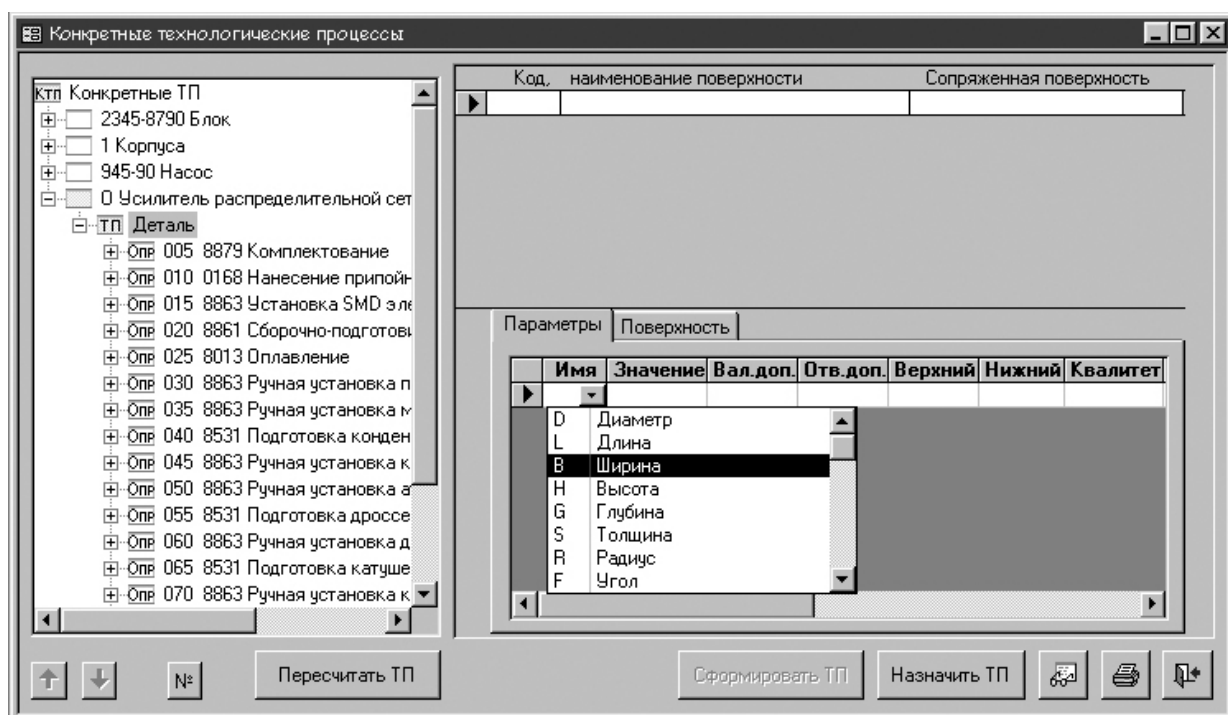 Конкретные технологические процессы
Ктп Конкретные ТП
2345-8790 Блок
1 Корпуса
945-90 Насос
0 Усилитель распределительной сет
ТП Деталь
Опр 005 8879 Комплектование
Опр 010 0168 Нанесение припойн
Опр 015 8863 Установка SMD эле
Опр 020 8861 Сборочно-подготови
Опр 025 8013 Оплавление
Опр 030 8863 Ручная установка п
Опр 035 8863 Ручная установка м
Опр 040 8531 Подготовка конден
Опр 045 8863 Ручная установка к
Опр 050 8863 Ручная установка а
Опр 055 8531 Подготовка дроссе
Опр 060 8863 Ручная установка д
Опр 065 8531 Подготовка катуше
Опр 070 8863 Ручная установка к
Код, наименование поверхности Сопряженная поверхность
Параметры Поверхность
Имя Значение Вал.доп. Отв.доп. Верхний Нижний Квалитет
D Диаметр
L Длина
B Ширина
H Высота
G Глубина
S Толщина
R Радиус
F Угол
№ Пересчитать ТП Сформировать ТП Назначить ТП